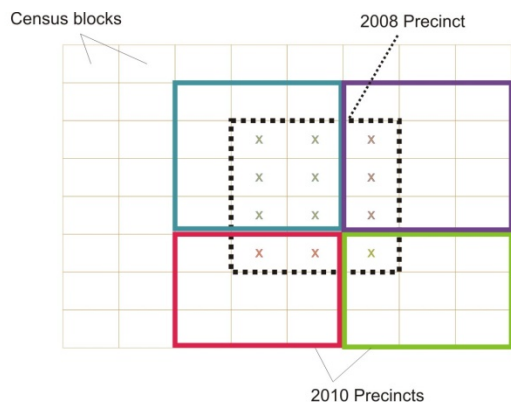 Census blocks
2008 Precinct
x x x
x x x
x x x
x x x
2010 Precincts